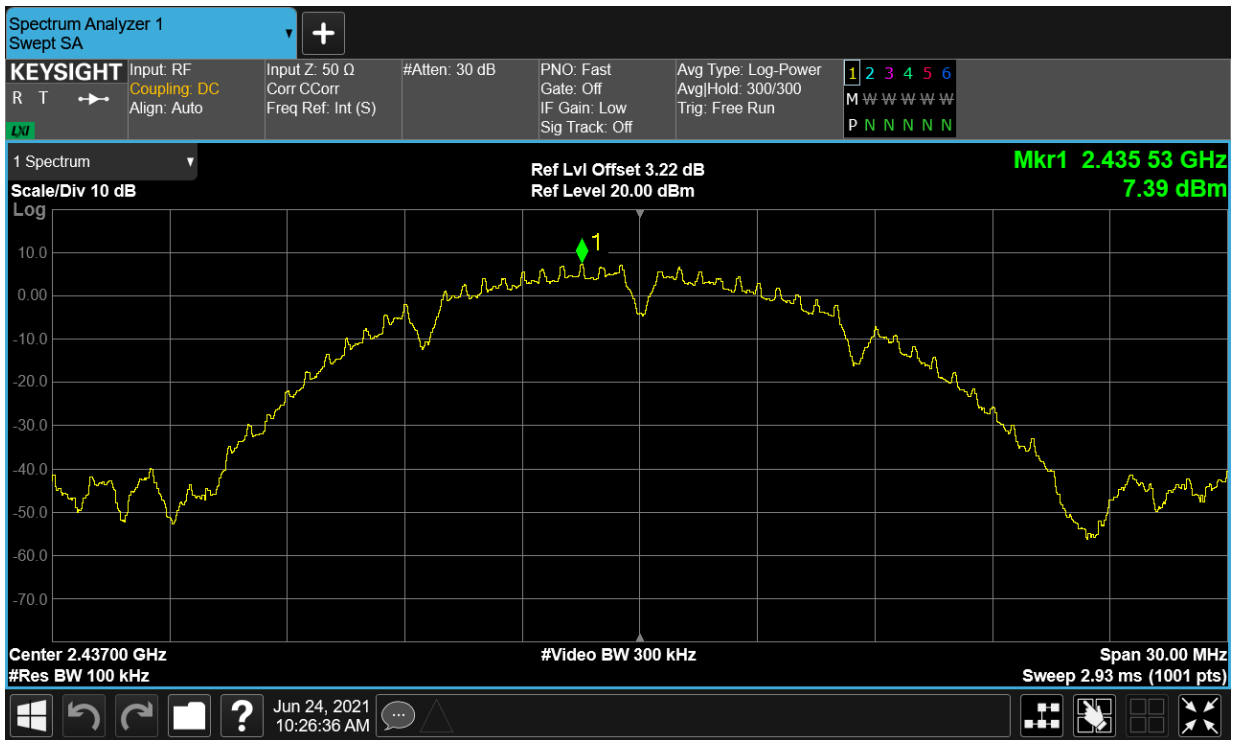 Spectrum Analyzer 1
Swept SA
+
KEYSIGHT
R T
LXI
Input: RF
Coupling: DC
Align: Auto
Input Z: 50 Ω
Corr CCorr
Freq Ref: Int (S)
#Atten: 30 dB
PNO: Fast
Gate: Off
IF Gain: Low
Sig Track: Off
Avg Type: Log-Power
Avg|Hold: 300/300
Trig: Free Run
1 2 3 4 5 6
M W W W W W
P N N N N N
1 Spectrum
Scale/Div 10 dB
Log
Ref Lvl Offset 3.22 dB
Ref Level 20.00 dBm
Mkr1 2.435 53 GHz
7.39 dBm
1
10.0
0.00
-10.0
-20.0
-30.0
-40.0
-50.0
-60.0
-70.0
Center 2.43700 GHz
#Res BW 100 kHz
#Video BW 300 kHz
Span 30.00 MHz
Sweep 2.93 ms (1001 pts)
?
Jun 24, 2021
10:26:36 AM